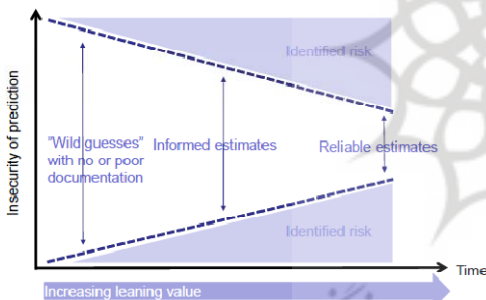 Insecurity of prediction
Identified risk
"Wild guesses"
with no or poor
documentation
Informed estimates
Reliable estimates
Identified risk
Time
Increasing leaning value